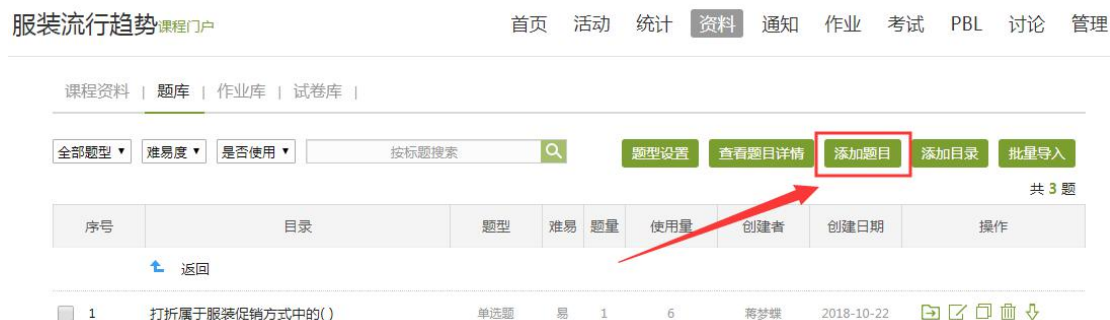 服装流行趋势课程门户 首页 活动 统计 资料 通知 作业 考试 PBL 讨论 管理
课程资料 | 题库 | 作业库 | 试卷库 |
全部题型 难易度 是否使用 按标题搜索 题型设置 查看题目详情 添加题目 添加目录 批量导入
共 3 题
序号 目录 题型 难易 题量 使用量 创建者 创建日期 操作
返回
1 打折属于服装促销方式中的( ) 单选题 易 1 6 蒋梦蝶 2018-10-22